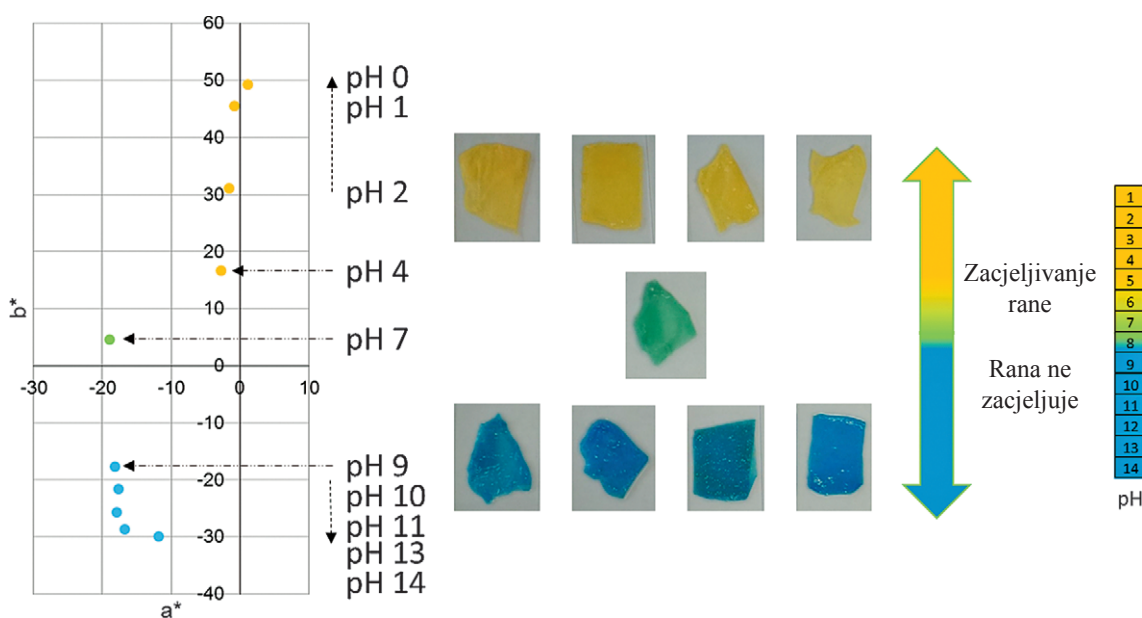 60
50
40
30
20
10
0
-10
-20
-30
-40
-30
-20
-10
0
10
b*
a*
pH 0
pH 1
pH 2
pH 4
pH 7
pH 9
pH 10
pH 11
pH 13
pH 14
Zacjeljivanje
rane
Rana ne
zacjeljuje
1
2
3
4
5
6
7
8
9
10
11
12
13
14
pH